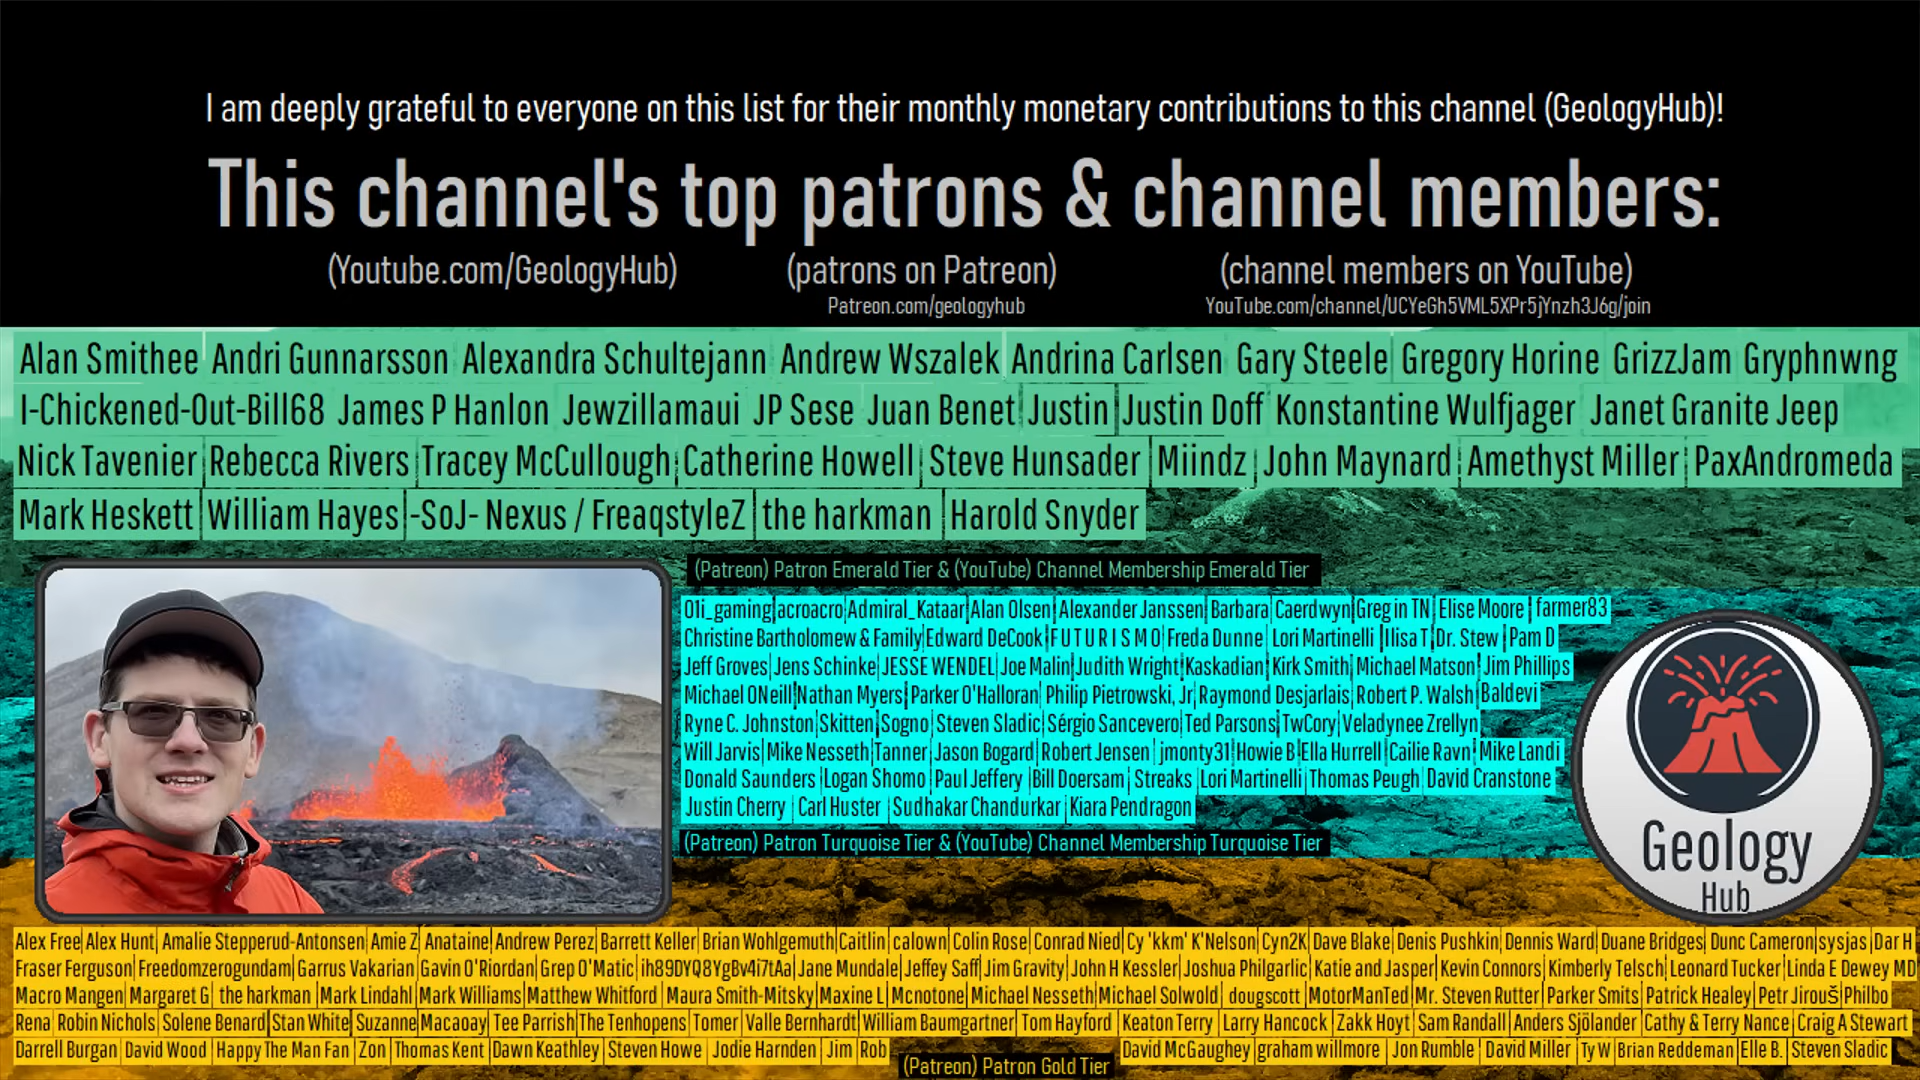 I am deeply grateful to everyone on this list for their monthly monetary contributions to this channel (GeologyHub)!
This channel's top patrons & channel members:
(Youtube.com/GeologyHub) (patrons on Patreon) (channel members on YouTube)
Patreon.com/geologyhub YouTube.com/channel/UCYeGh5VML5XPr5jYnzh3J6g/join
Alan Smithee Andri Gunnarsson Alexandra Schultejann Andrew Wszalek Andrina Carlsen Gary Steele Gregory Horine GrizzJam Gryphnwng
I-Chickened-Out-Bill68 James P Hanlon Jewzillamaui JP Sese Juan Benet Justin Justin Doff Konstantine Wulfjager Janet Granite Jeep
Nick Tavenier Rebecca Rivers Tracey McCullough Catherine Howell Steve Hunsader Miindz John Maynard Amethyst Miller PaxAndromeda
Mark Heskett William Hayes -SoJ- Nexus / FreaqstyleZ the harkman Harold Snyder
(Patreon) Patron Emerald Tier & (YouTube) Channel Membership Emerald Tier
O1i_gaming acroacro Admiral_Kataar Alan Olsen Alexander Janssen Barbara Caerdwyn Greg in TN Elise Moore farmer83
Christine Bartholomew & Family Edward DeCook F U T U R I S M O Freda Dunne Lori Martinelli Ilisa T Dr. Stew Pam D
Jeff Groves Jens Schinke JESSE WENDEL Joe Malin Judith Wright Kaskadian Kirk Smith Michael Matson Jim Phillips
Michael ONeill Nathan Myers Parker O'Halloran Philip Pietrowski, Jr Raymond Desjarlais Robert P. Walsh Baldevi
Ryne C. Johnston Skitten Sogno Steven Sladic Sérgio Sancevero Ted Parsons TwCory Veladynee Zrellyn
Will Jarvis Mike Nesseth Tanner Jason Bogard Robert Jensen jmonty31 Howie B Ella Hurrell Cailie Ravn Mike Landi
Donald Saunders Logan Shomo Paul Jeffery Bill Doersam Streaks Lori Martinelli Thomas Peugh David Cranstone
Justin Cherry Carl Huster Sudhakar Chandurkar Kiara Pendragon
(Patreon) Patron Turquoise Tier & (YouTube) Channel Membership Turquoise Tier
Geology
Hub
Alex Free Alex Hunt Amalie Stepperud-Antonsen Amie Z Anataine Andrew Perez Barrett Keller Brian Wohlgemuth Caitlin calown Colin Rose Conrad Nied Cy 'kkm' K'Nelson Cyn2K Dave Blake Denis Pushkin Dennis Ward Duane Bridges Dunc Cameron sysjas Dar H
Fraser Ferguson Freedomzerogundam Garrus Vakarian Gavin O'Riordan Grep O'Matic ih89DYQ8YgBv4i7tAa Jane Mundale Jeffey Saff Jim Gravity John H Kessler Joshua Philgarlic Katie and Jasper Kevin Connors Kimberly Telsch Leonard Tucker Linda E Dewey MD
Macro Mangen Margaret G the harkman Mark Lindahl Mark Williams Matthew Whitford Maura Smith-Mitsky Maxine L Mcnotone Michael Nesseth Michael Solwold dougscott MotorManTed Mr. Steven Rutter Parker Smits Patrick Healey Petr Jirouš Philbo
Rena Robin Nichols Solene Benard Stan White Suzanne Macaoay Tee Parrish The Tenhopens Tomer Valle Bernhardt William Baumgartner Tom Hayford Keaton Terry Larry Hancock Zakk Hoyt Sam Randall Anders Sjölander Cathy & Terry Nance Craig A Stewart
Darrell Burgan David Wood Happy The Man Fan Zon Thomas Kent Dawn Keathley Steven Howe Jodie Harnden Jim Rob David McGaughey graham willmore Jon Rumble David Miller Ty W Brian Reddeman Elle B. Steven Sladic
(Patreon) Patron Gold Tier